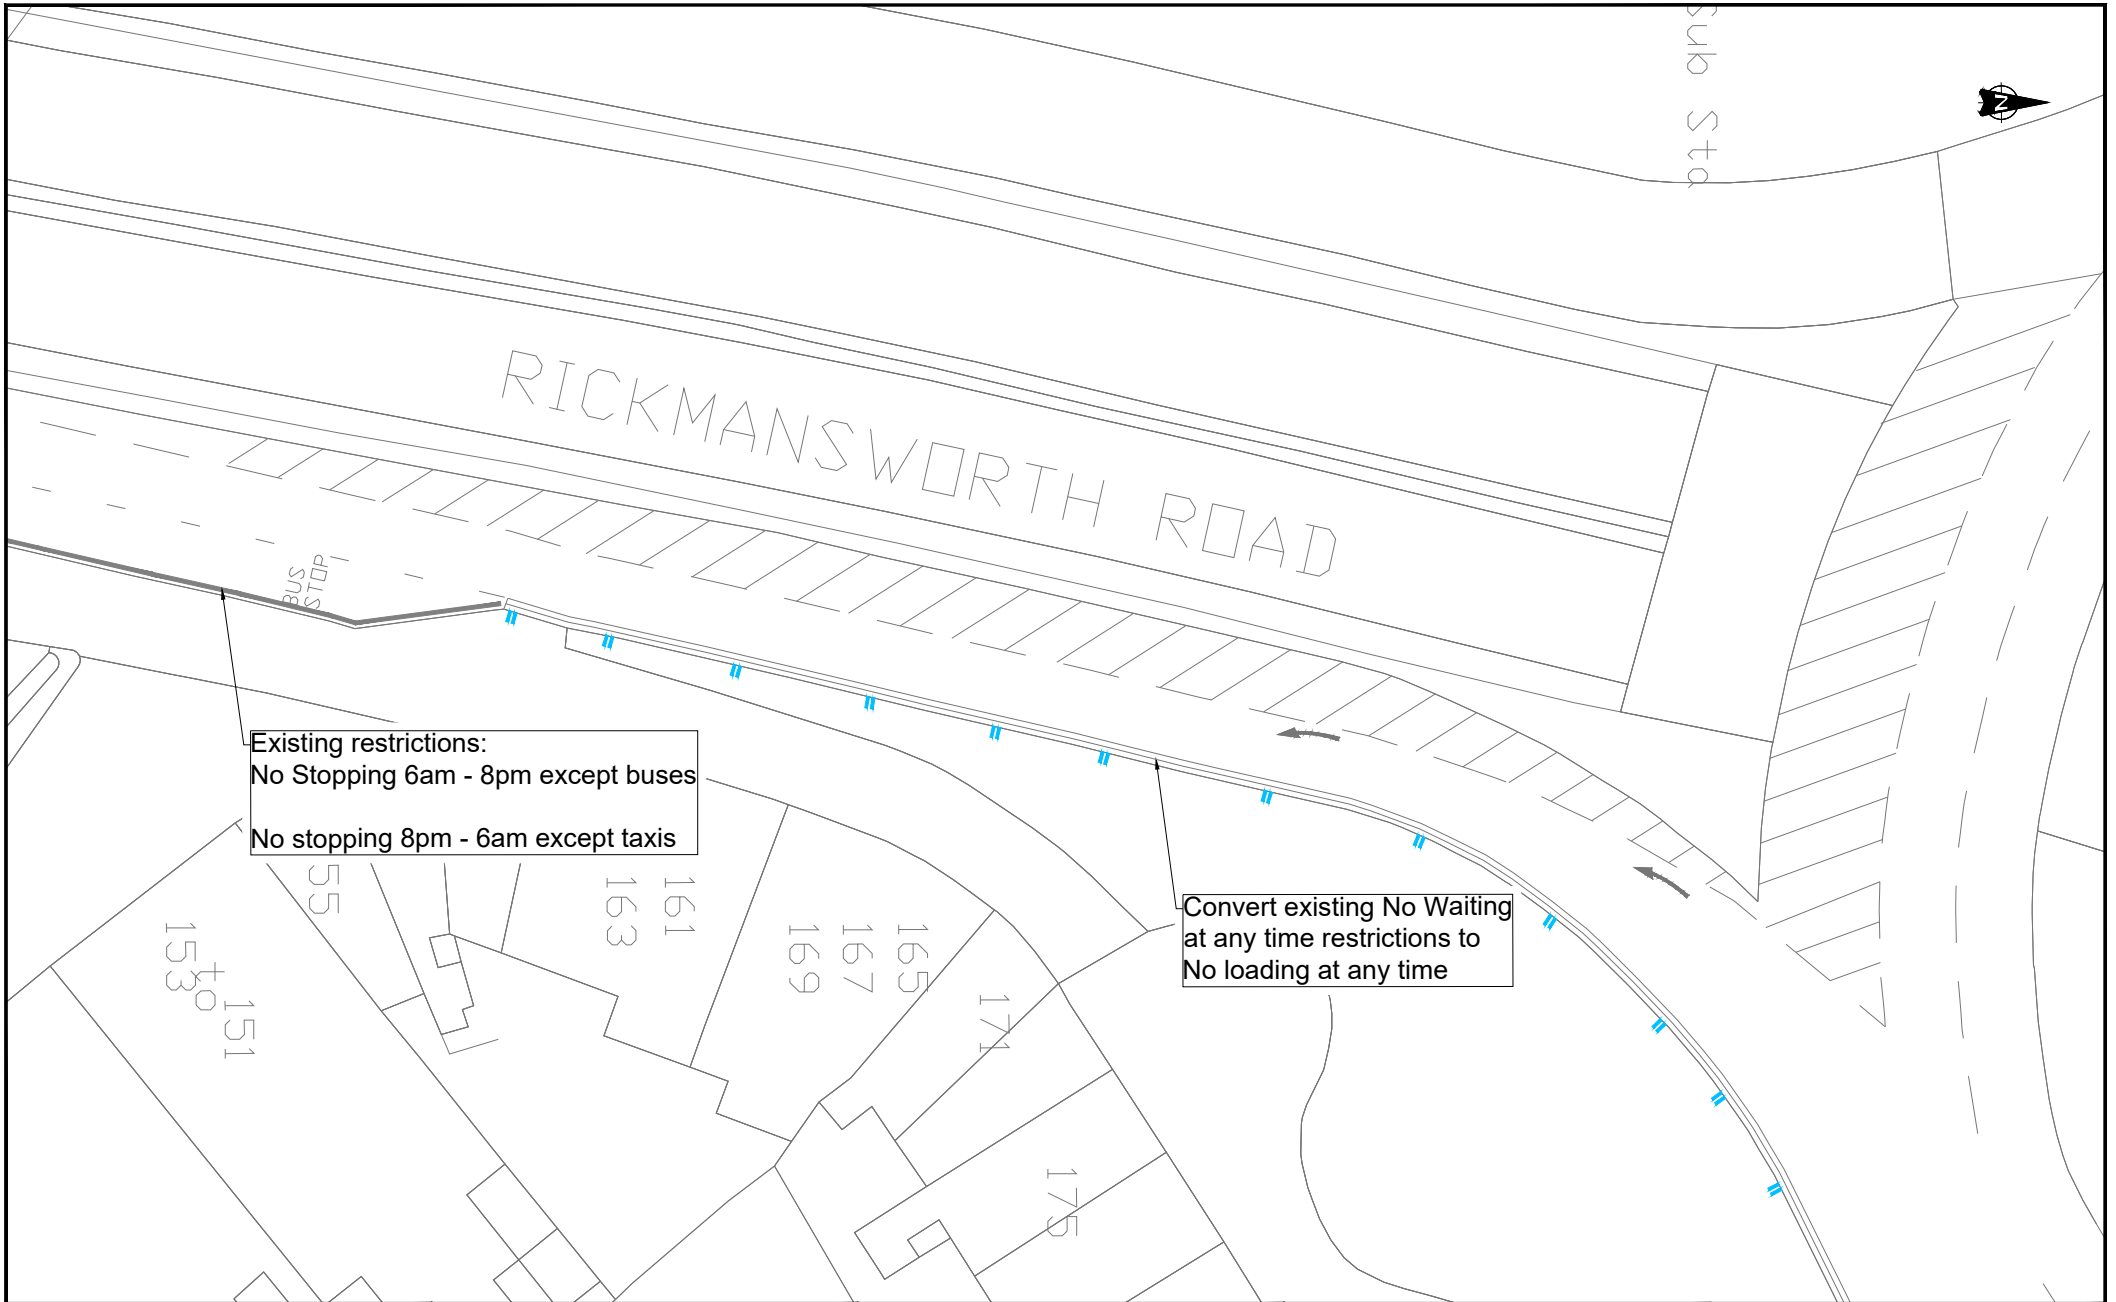 Sub Sta
N
RICKMANSWORTH ROAD
BUS
STOP
Existing restrictions:
No Stopping 6am - 8pm except buses
No stopping 8pm - 6am except taxis
Convert existing No Waiting
at any time restrictions to
No loading at any time
55
163
161
169
167
165
171
153
to
151
175